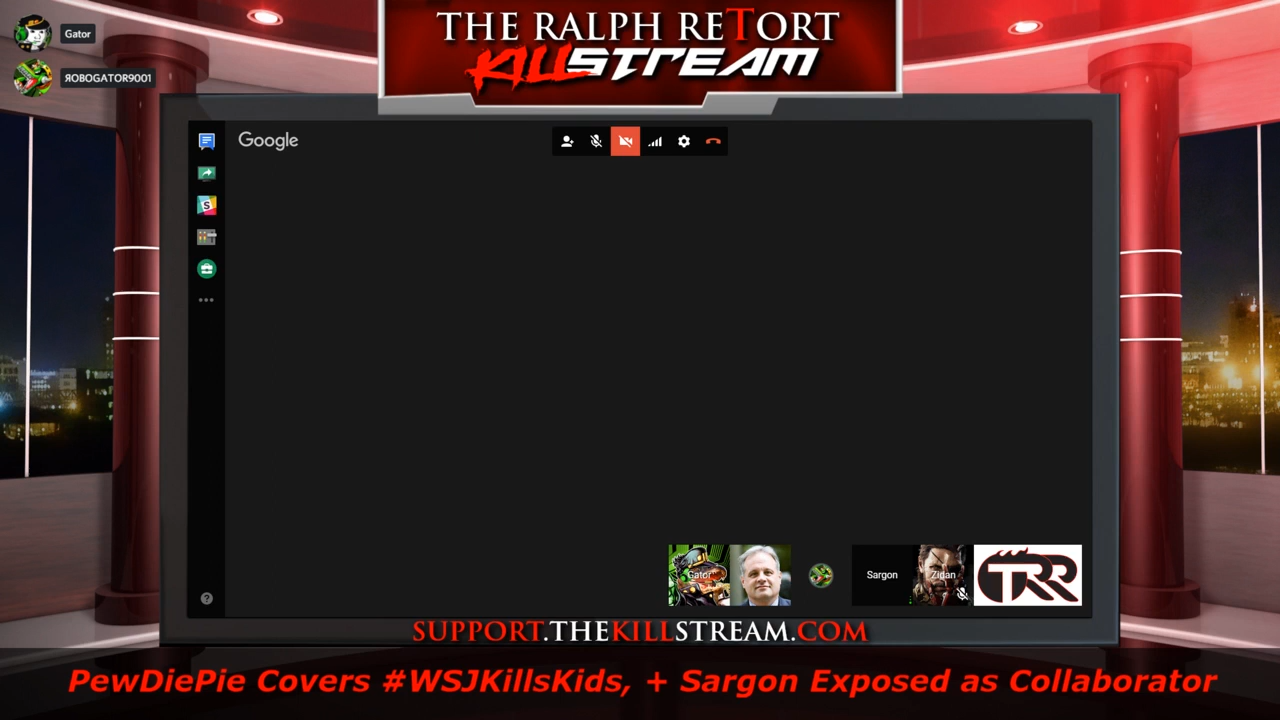 Gator
ЯOBOGATOR9001
THE RALPH RETORT
KILLSTREAM
Google
S
Gator
Sargon
Zidan
TRR
SUPPORT.THEKILLSTREAM.COM
PewDiePie Covers #WSJKillsKids, + Sargon Exposed as Collaborator